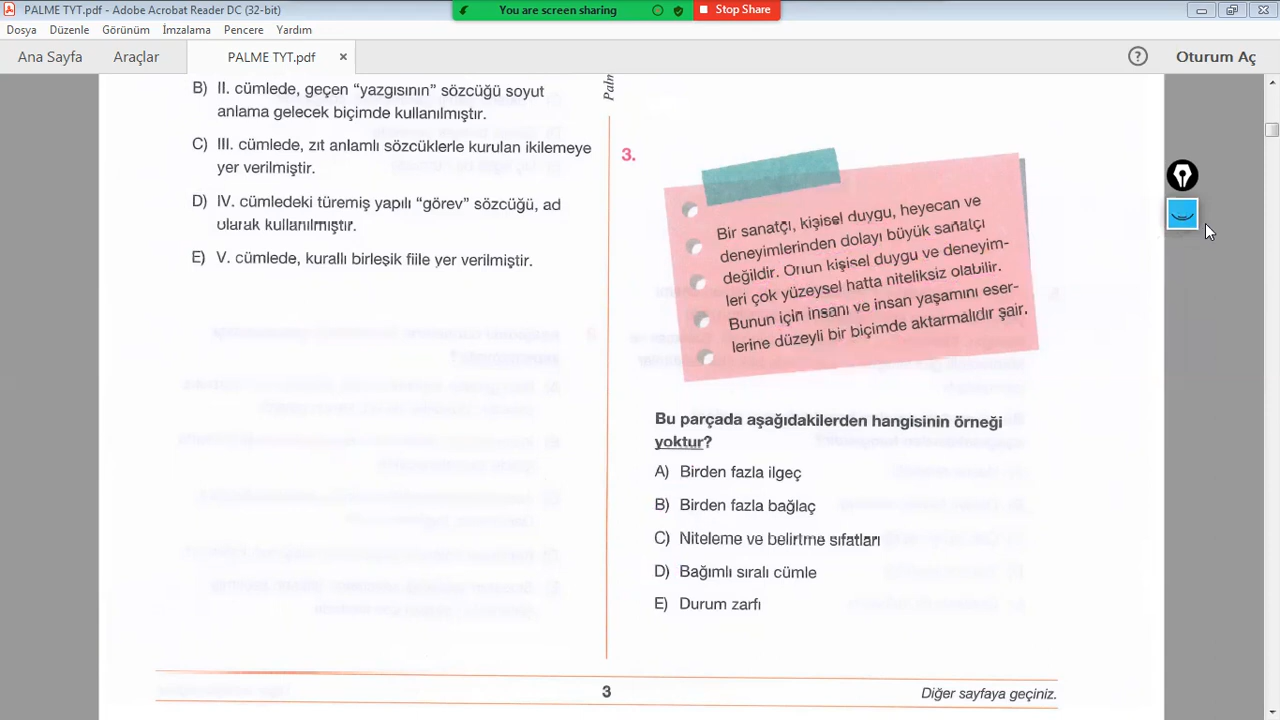 PALME TYT.pdf - Adobe Acrobat Reader DC (32-bit)
You are screen sharing
Stop Share
Dosya Düzenle Görünüm İmzalama Pencere Yardım
Ana Sayfa Araçlar PALME TYT.pdf × ? Oturum Aç
B) II. cümlede, geçen “yazgısının” sözcüğü soyut
anlama gelecek biçimde kullanılmıştır.
C) III. cümlede, zıt anlamlı sözcüklerle kurulan ikilemeye
yer verilmiştir.
D) IV. cümledeki türemiş yapılı “görev” sözcüğü, ad
olarak kullanılmıştır.
E) V. cümlede, kurallı birleşik fiile yer verilmiştir.
Palm
3.
Bir sanatçı, kişisel duygu, heyecan ve
deneyimlerinden dolayı büyük sanatçı
değildir. Onun kişisel duygu ve deneyim-
leri çok yüzeysel hatta niteliksiz olabilir.
Bunun için insanı ve insan yaşamını eser-
lerine düzeyli bir biçimde aktarmalıdır şair.
Bu parçada aşağıdakilerden hangisinin örneği
yoktur?
A) Birden fazla ilgeç
B) Birden fazla bağlaç
C) Niteleme ve belirtme sıfatları
D) Bağımlı sıralı cümle
E) Durum zarfı
3
Diğer sayfaya geçiniz.